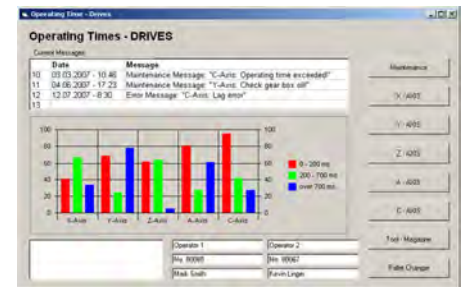 Operating Time - Drives
Operating Times - DRIVES
Current Messages:
Date Message
10 03.03.2007 - 10:46 Maintenance Message: "C-Axis: Operating time exceeded!"
11 04.06.2007 - 17:23 Maintenance Message: "Y-Axis: Check gear box oil!"
12 12.07.2007 - 8:30 Error Message: "C-Axis: Lag error"
13
Maintenance
X-AXIS
Y-AXIS
Z-AXIS
A-AXIS
C-AXIS
Tool-Magazine
Pallet Changer
100 100
80 80
60 60
40 40
20 20
0 0
X-Axis Y-Axis Z-Axis A-Axis C-Axis
0 - 200 ms
200 - 700 ms
over 700 ms
Operator 1 Operator 2
Mark Smith Kevin Linger